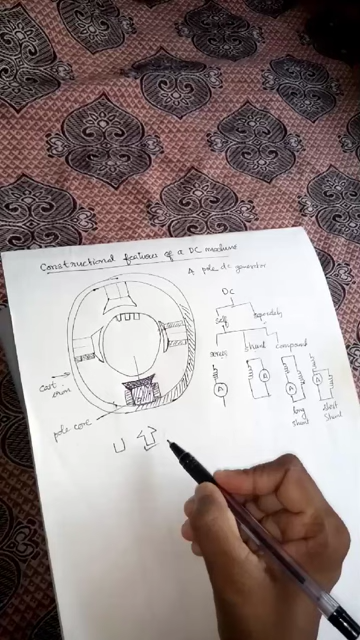 Constructional features of a DC machine
4 pole dc generator
DC
self
seperately
series
shunt
compound
A
A
A
A
cast
iron
long
shunt
short
shunt
pole core